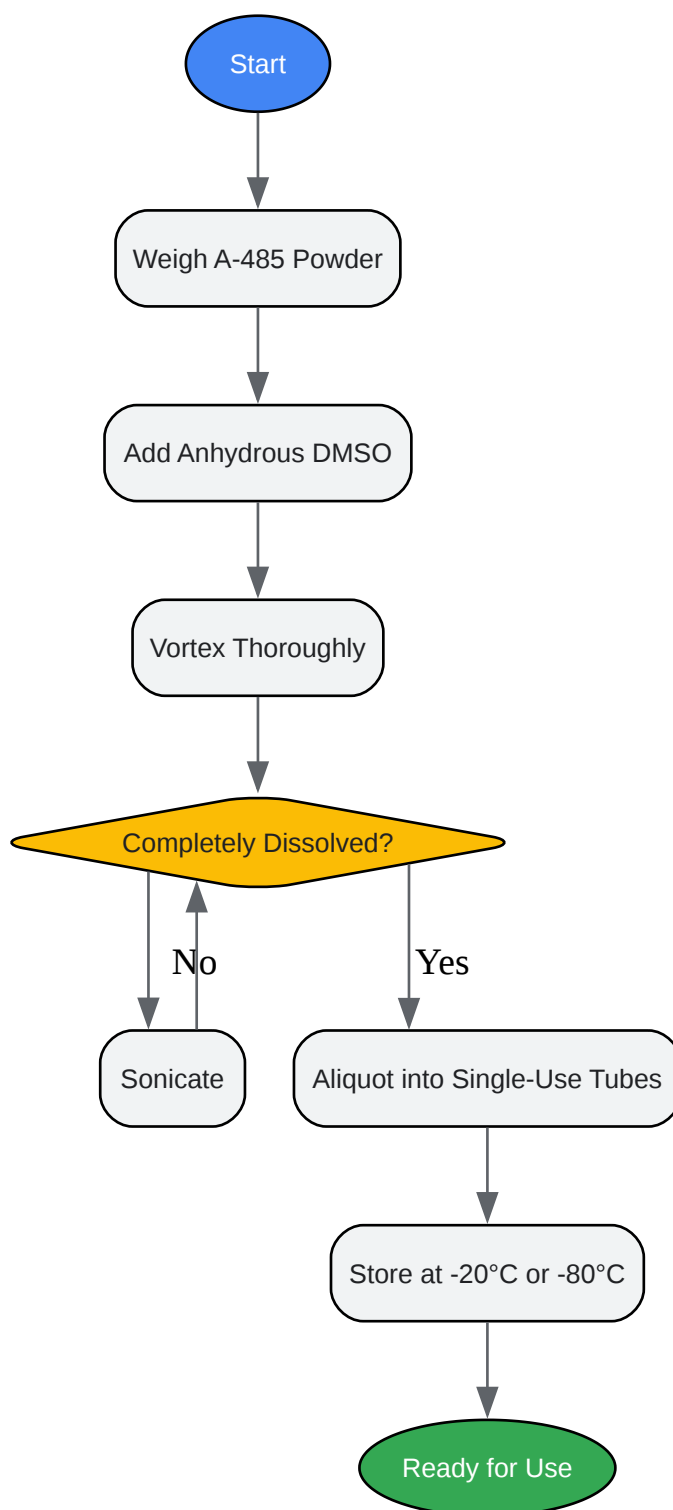 Start
Weigh A-485 Powder
Add Anhydrous DMSO
Vortex Thoroughly
Completely Dissolved?
No
Yes
Sonicate
Aliquot into Single-Use Tubes
Store at -20°C or -80°C
Ready for Use